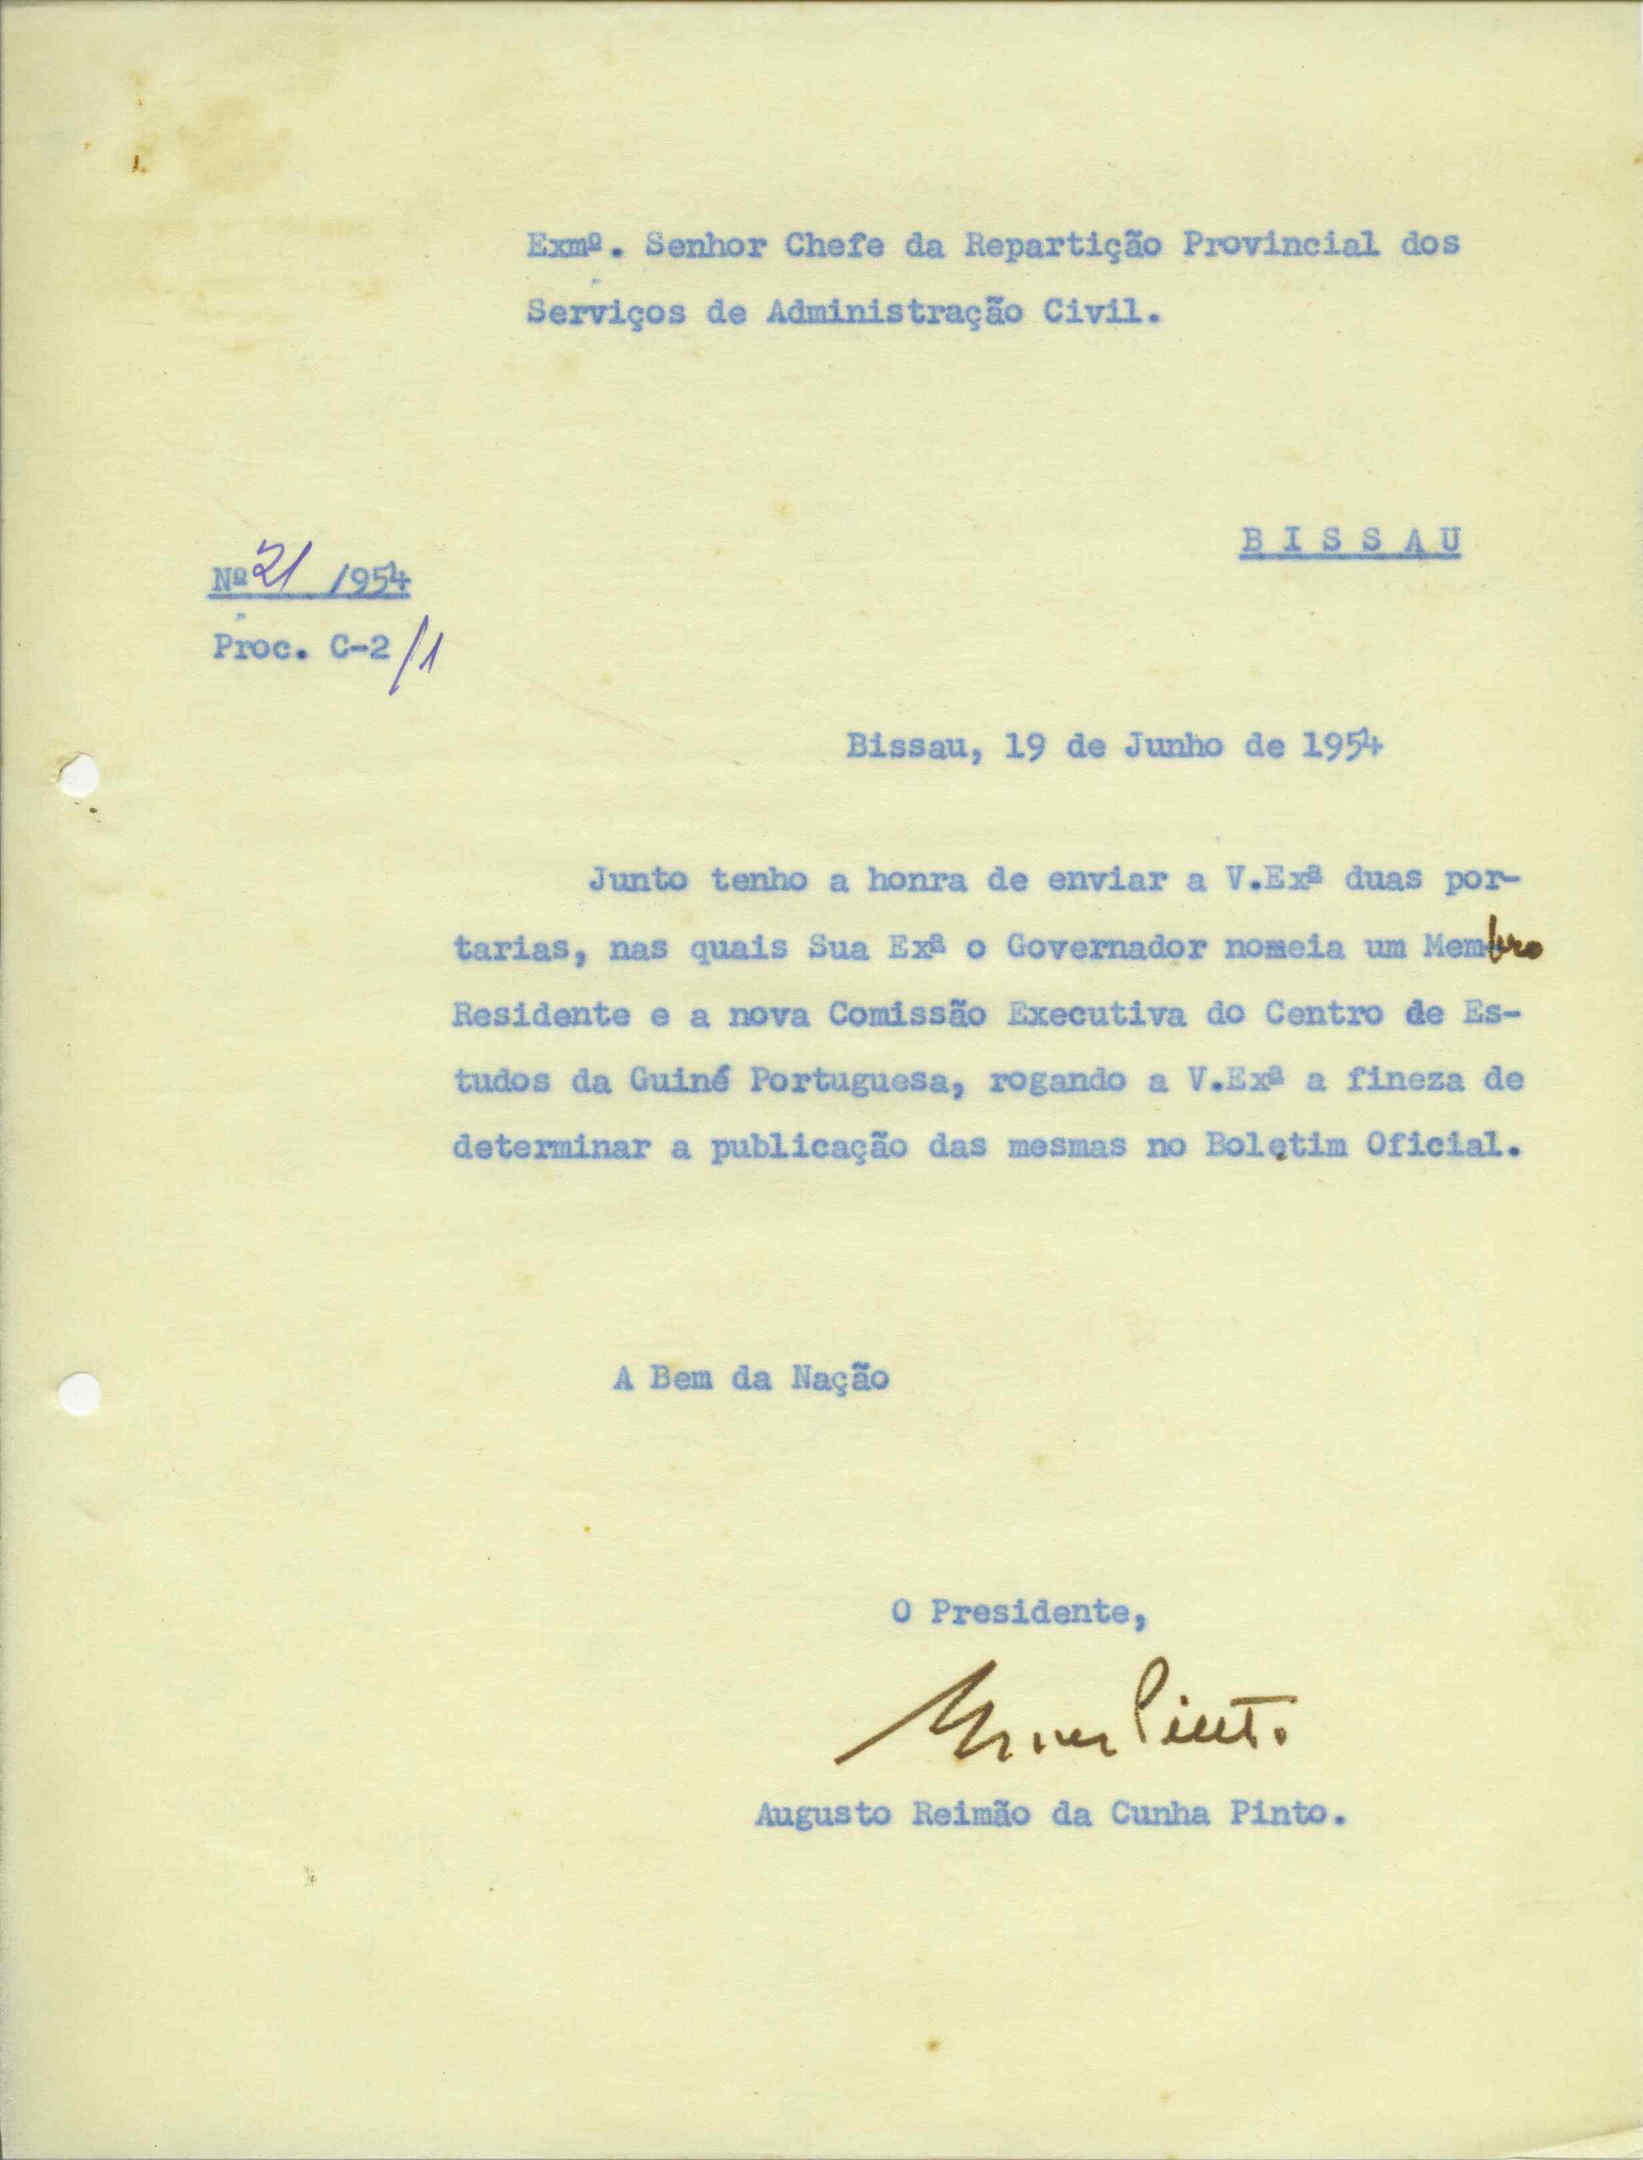 Exmº. Senhor Chefe da Repartição Provincial dos
Serviços de Administração Civil.
B I S S A U
Nº 21 /954
Proc. C-2/1
Bissau, 19 de Junho de 1954
Junto tenho a honra de enviar a V.Exª duas por-
tarias, nas quais Sua Exª o Governador nomeia um Membro
Residente e a nova Comissão Executiva do Centro de Es-
tudos da Guiné Portuguesa, rogando a V.Exª a fineza de
determinar a publicação das mesmas no Boletim Oficial.
A Bem da Nação
O Presidente,
Pinto.
Augusto Reimão da Cunha Pinto.